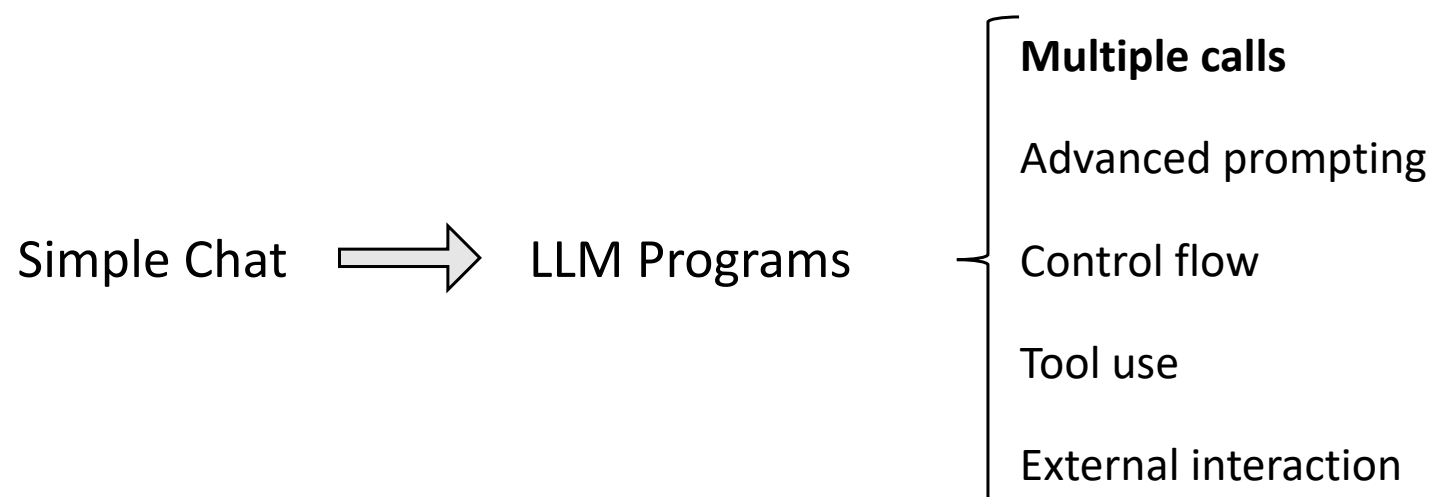 Simple Chat
LLM Programs
Multiple calls
Advanced prompting
Control flow
Tool use
External interaction